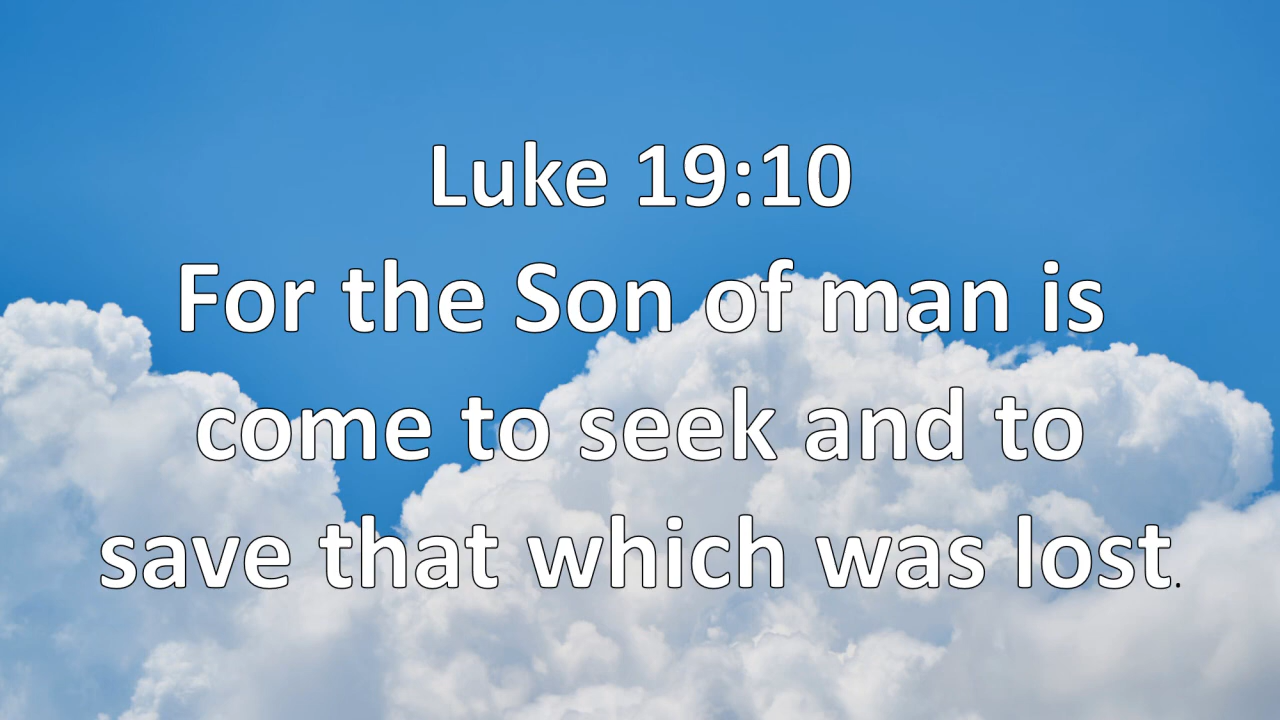 Luke 19:10
For the Son of man is
come to seek and to
save that which was lost.